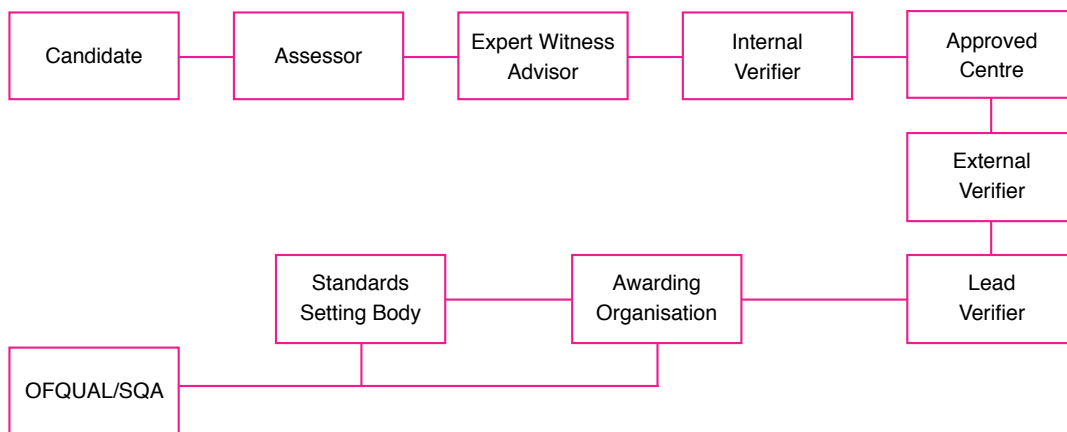 Candidate
Assessor
Expert Witness
Advisor
Internal
Verifier
Approved
Centre
External
Verifier
Lead
Verifier
Awarding
Organisation
Standards
Setting Body
OFQUAL/SQA